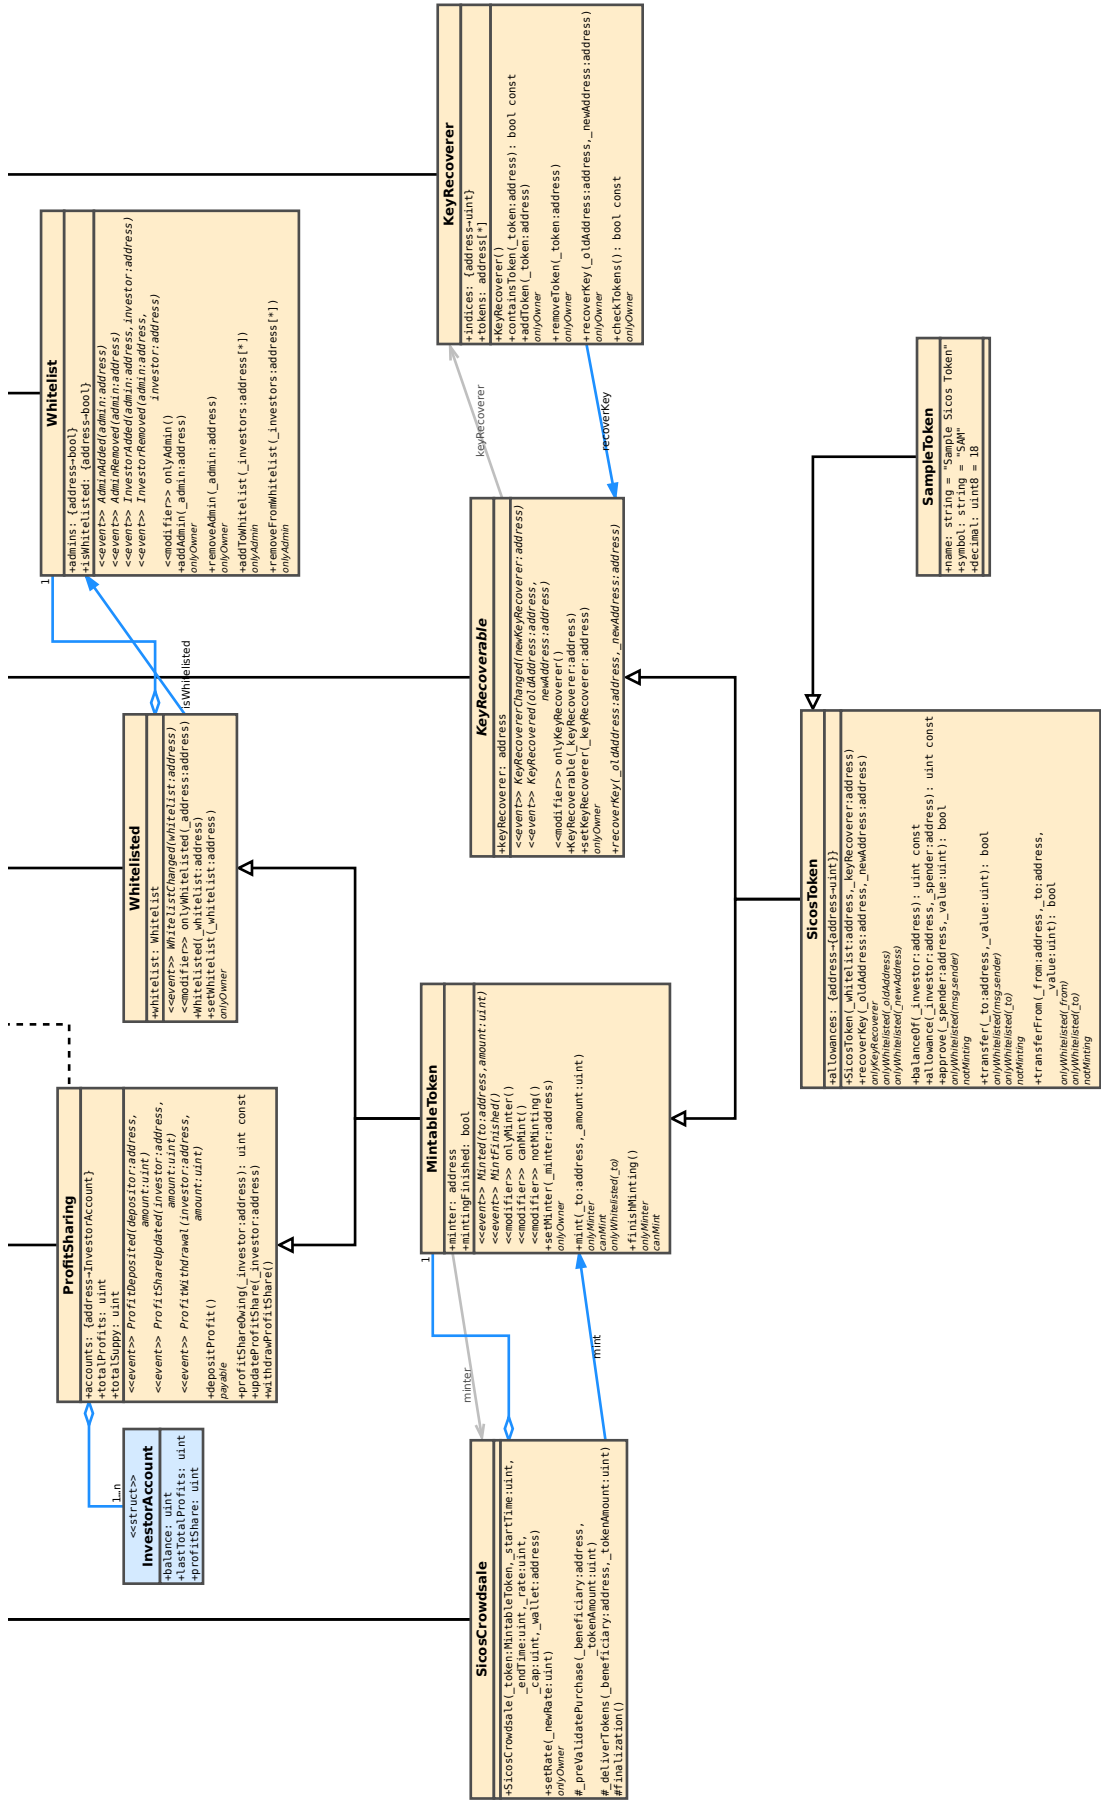 ProfitSharing
+accounts: {address→InvestorAccount}
+totalProfits: uint
+totalSuppy: uint
<<event>> ProfitDeposited(depositor:address,
amount:uint)
<<event>> ProfitShareUpdated(investor:address,
amount:uint)
<<event>> ProfitWithdrawal(investor:address,
amount:uint)
+depositProfit()
payable
+profitShareOwing(_investor:address): uint const
+updateProfitShare(_investor:address)
+withdrawProfitShare()
1
Whitelist
+admins: {address→bool}
+isWhitelisted: {address→bool}
<<event>> AdminAdded(admin:address)
<<event>> AdminRemoved(admin:address)
<<event>> InvestorAdded(admin:address,investor:address)
<<event>> InvestorRemoved(admin:address,
investor:address)
<<modifier>> onlyAdmin()
+addAdmin(_admin:address)
onlyOwner
+removeAdmin(_admin:address)
onlyOwner
+addToWhitelist(_investors:address[*])
onlyAdmin
+removeFromWhitelist(_investors:address[*])
onlyAdmin
1..n
<<struct>>
InvestorAccount
+balance: uint
+lastTotalProfits: uint
+profitShare: uint
Whitelisted
+whitelist: Whitelist
<<event>> WhitelistChanged(whitelist:address)
<<modifier>> onlyWhitelisted(_address:address)
+Whitelisted(_whitelist:address)
+setWhitelist(_whitelist:address)
onlyOwner
isWhitelisted
SicosCrowdsale
+SicosCrowdsale(_token:MintableToken,_startTime:uint,
_endTime:uint,_rate:uint,
_cap:uint,_wallet:address)
+setRate(_newRate:uint)
onlyOwner
#_preValidatePurchase(_beneficiary:address,
_tokenAmount:uint)
#_deliverTokens(_beneficiary:address,_tokenAmount:uint)
#finalization()
minter
mint
1
MintableToken
+minter: address
+mintingFinished: bool
<<event>> Minted(to:address,amount:uint)
<<event>> MintFinished()
<<modifier>> onlyMinter()
<<modifier>> canMint()
<<modifier>> notMinting()
+setMinter(_minter:address)
onlyOwner
+mint(_to:address,_amount:uint)
onlyMinter
canMint
onlyWhitelisted(_to)
+finishMinting()
onlyMinter
canMint
KeyRecoverable
+keyRecoverer: address
<<event>> KeyRecovererChanged(newKeyRecoverer:address)
<<event>> KeyRecovered(oldAddress:address,
newAddress:address)
<<modifier>> onlyKeyRecoverer()
+KeyRecoverable(_keyRecoverer:address)
+setKeyRecoverer(_keyRecoverer:address)
onlyOwner
+recoverKey(_oldAddress:address,_newAddress:address)
keyRecoverer
recoverKey
KeyRecoverer
+indices: {address→uint}
+tokens: address[*]
+KeyRecoverer()
+containsToken(_token:address): bool const
+addToken(_token:address)
onlyOwner
+removeToken(_token:address)
onlyOwner
+recoverKey(_oldAddress:address,_newAddress:address)
onlyOwner
+checkTokens(): bool const
onlyOwner
SicosToken
+allowances: {address→{address→uint}}
+SicosToken(_whitelist:address,_keyRecoverer:address)
+recoverKey(_oldAddress:address,_newAddress:address)
onlyKeyRecoverer
onlyWhitelisted(_oldAddress)
onlyWhitelisted(_newAddress)
+balanceOf(_investor:address): uint const
+allowance(_investor:address,_spender:address): uint const
+approve(_spender:address,_value:uint): bool
onlyWhitelisted(msg.sender)
notMinting
+transfer(_to:address,_value:uint): bool
onlyWhitelisted(msg.sender)
onlyWhitelisted(_to)
notMinting
+transferFrom(_from:address,_to:address,
_value:uint): bool
onlyWhitelisted(_from)
onlyWhitelisted(_to)
notMinting
SampleToken
+name: string = "Sample Sicos Token"
+symbol: string = "SAM"
+decimal: uint8 = 18